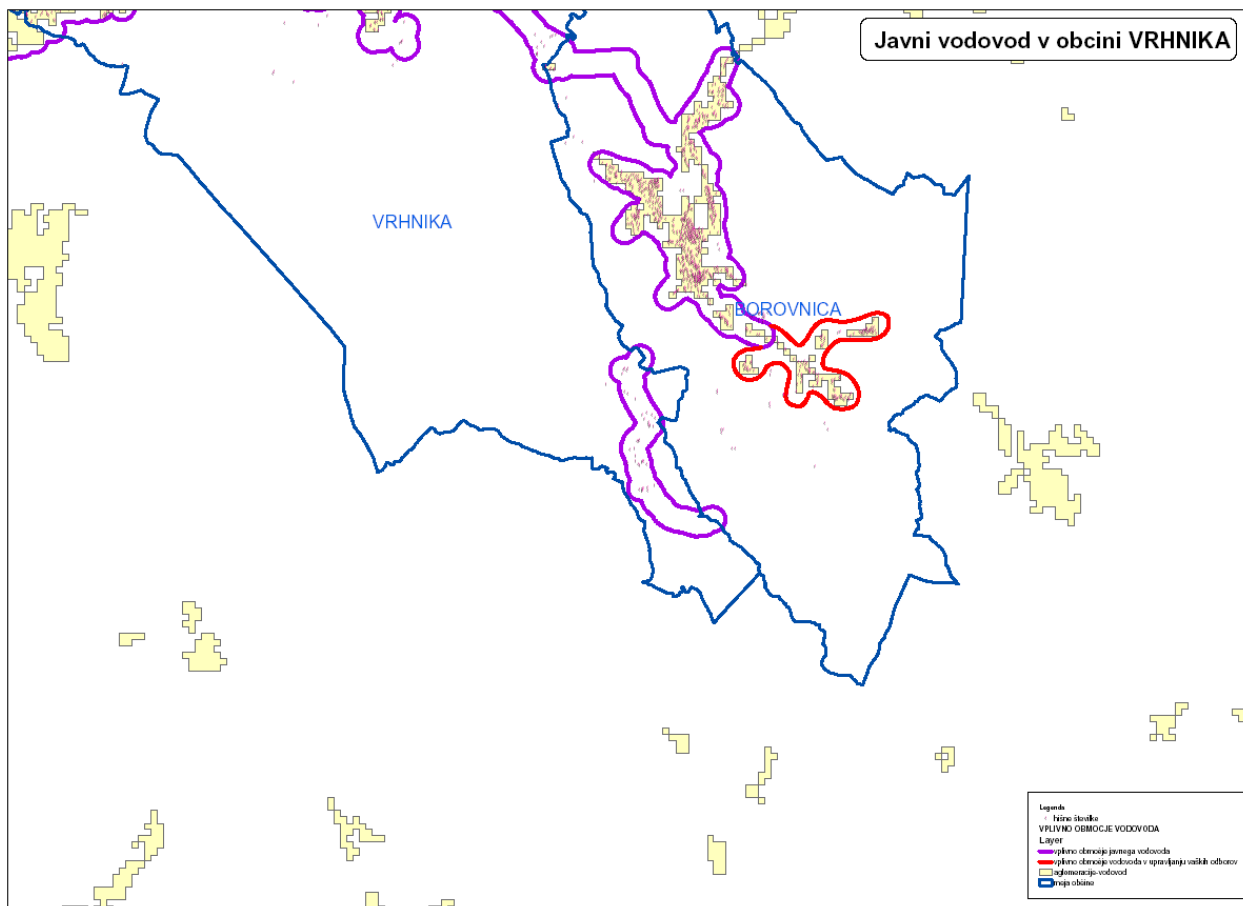 Javni vodovod v obcini VRHNIKA
VRHNIKA
BOROVNICA
Legenda
hišne številke
VPLIVNO OBMOCJE VODOVODA
Layer
vplivno območje javnega vodovoda
vplivno območje vodovoda v upravljanju vaških odborov
aglomeracije-vodovod
meja občine